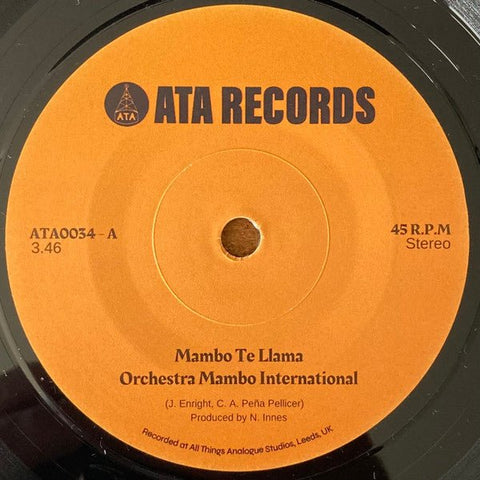 ATA
ATA RECORDS
ATA0034 - A
3.46
45 R.P.M
Stereo
Mambo Te Llama
Orchestra Mambo International
(J. Enright, C. A. Peña Pellicer)
Produced by N. Innes
Recorded at All Things Analogue Studios, Leeds, UK